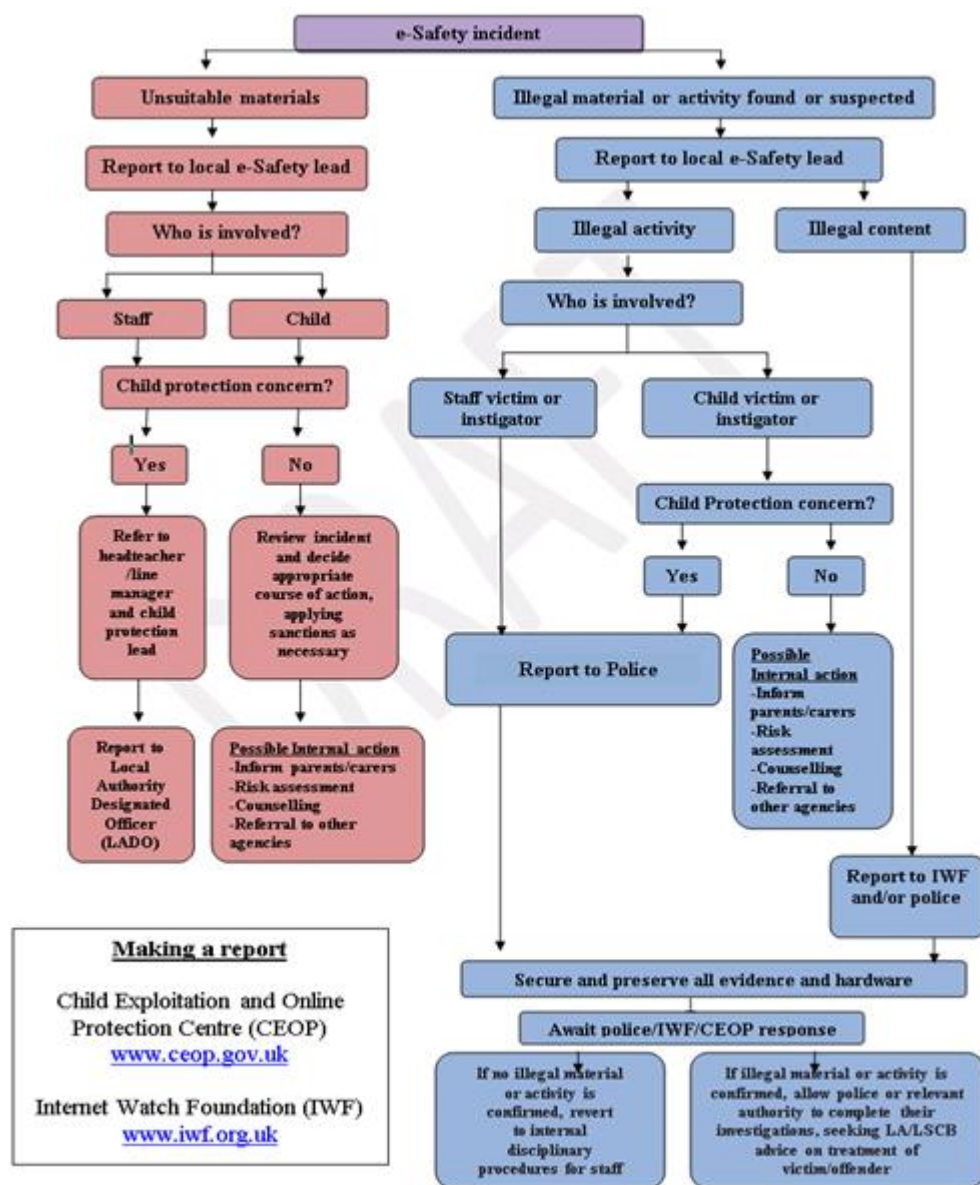 e-Safety incident
Unsuitable materials
Report to local e-Safety lead
Who is involved?
Staff
Child
Child protection concern?
Yes
No
Refer to
headteacher
/line
manager
and child
protection
lead
Review incident
and decide
appropriate
course of action,
applying
sanctions as
necessary
Report to
Local
Authority
Designated
Officer
(LADO)
Possible Internal action
-Inform parents/carers
-Risk assessment
-Counselling
-Referral to other
agencies
Illegal material or activity found or suspected
Report to local e-Safety lead
Illegal activity
Illegal content
Who is involved?
Staff victim or
instigator
Child victim or
instigator
Child Protection concern?
Yes
No
Report to Police
Possible
Internal action
-Inform
parents/carers
-Risk
assessment
-Counselling
-Referral to
other agencies
Report to IWF
and/or police
Secure and preserve all evidence and hardware
Await police/IWF/CEOP response
If no illegal material
or activity is
confirmed, revert
to internal
disciplinary
procedures for staff
If illegal material or activity is
confirmed, allow police or relevant
authority to complete their
investigations, seeking LA/LSCB
advice on treatment of
victim/offender
Making a report
Child Exploitation and Online
Protection Centre (CEOP)
www.ceop.gov.uk
Internet Watch Foundation (IWF)
www.iwf.org.uk
DRAFT